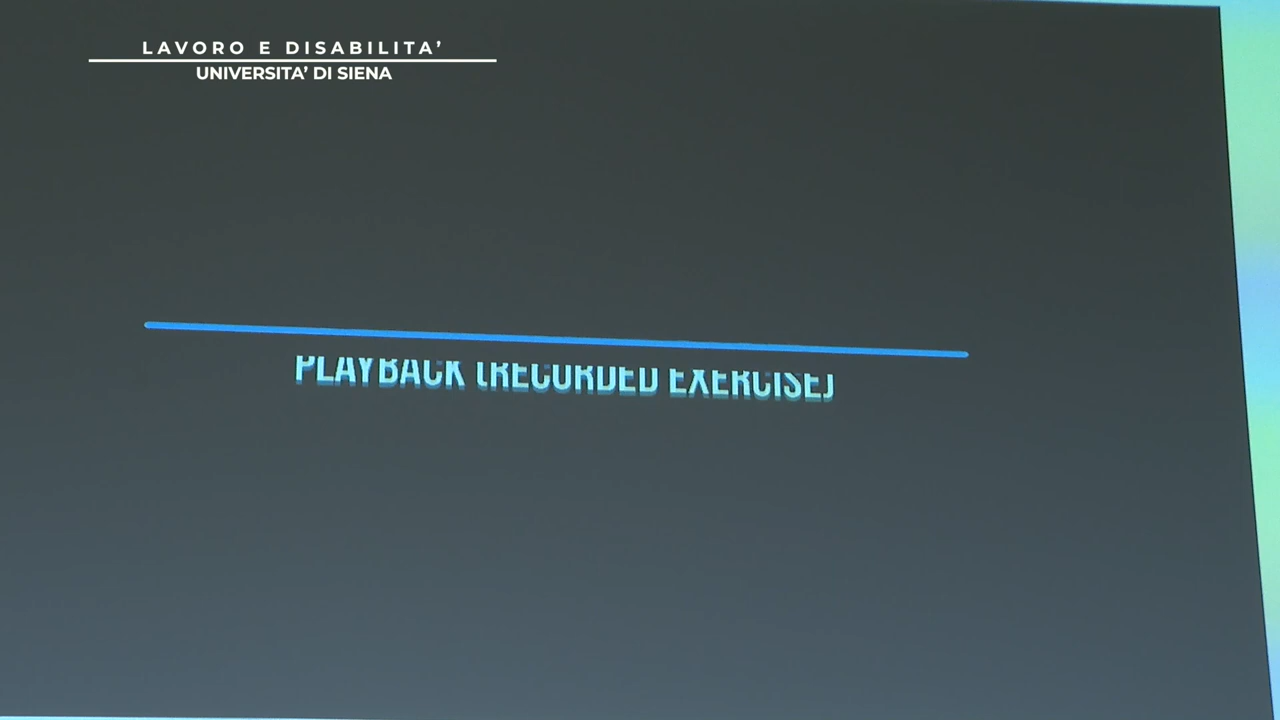 LAVORO E DISABILITA’
UNIVERSITA’ DI SIENA
PLAYBACK (RECORDED EXERCISE)